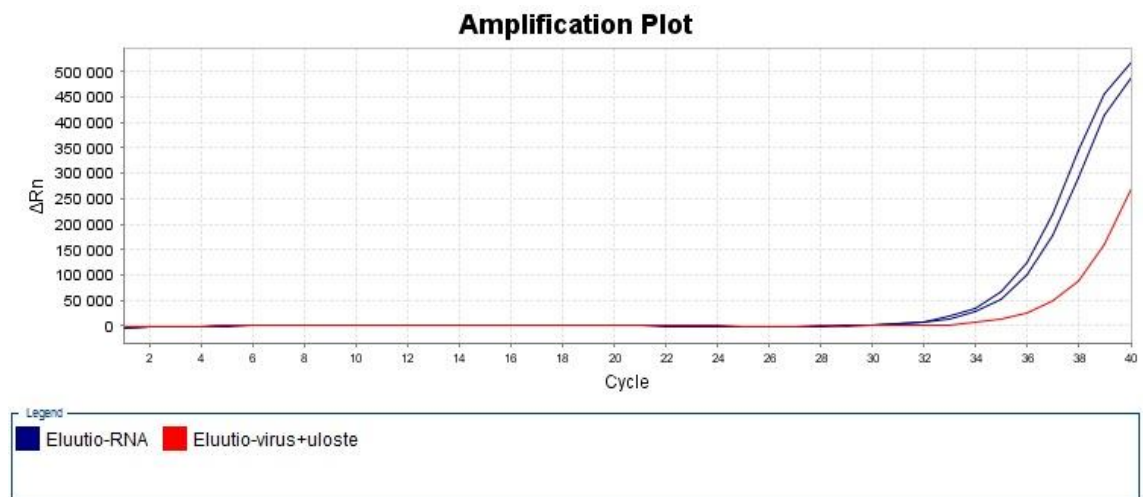 Amplification Plot
500 000
450 000
400 000
350 000
300 000
250 000
200 000
150 000
100 000
50 000
0
ΔRn
2 4 6 8 10 12 14 16 18 20 22 24 26 28 30 32 34 36 38 40
Cycle
Legend
Eluutio-RNA Eluutio-virus+uloste